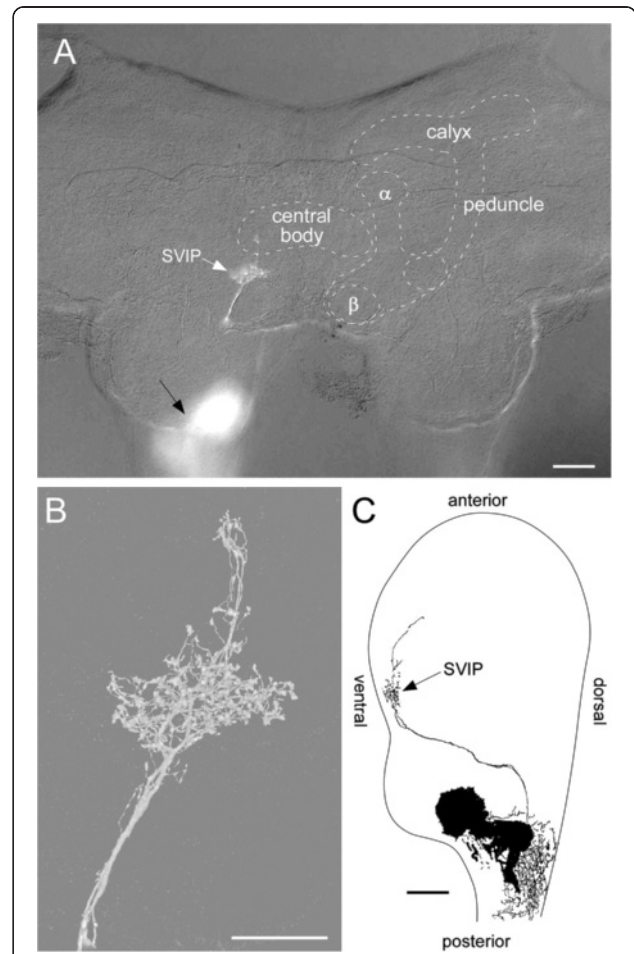 A
calyx
α
peduncle
central
body
SVIP
β
B
C
anterior
SVIP
ventral
dorsal
posterior